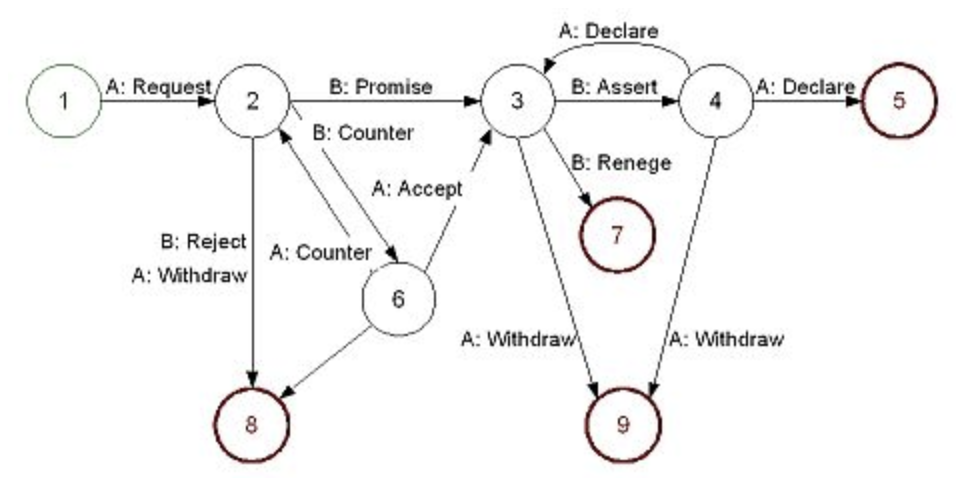 A: Declare
1
A: Request
2
B: Promise
3
B: Assert
4
A: Declare
5
B: Counter
B: Renege
A: Accept
7
B: Reject
A: Counter
A: Withdraw
6
A: Withdraw
A: Withdraw
8
9